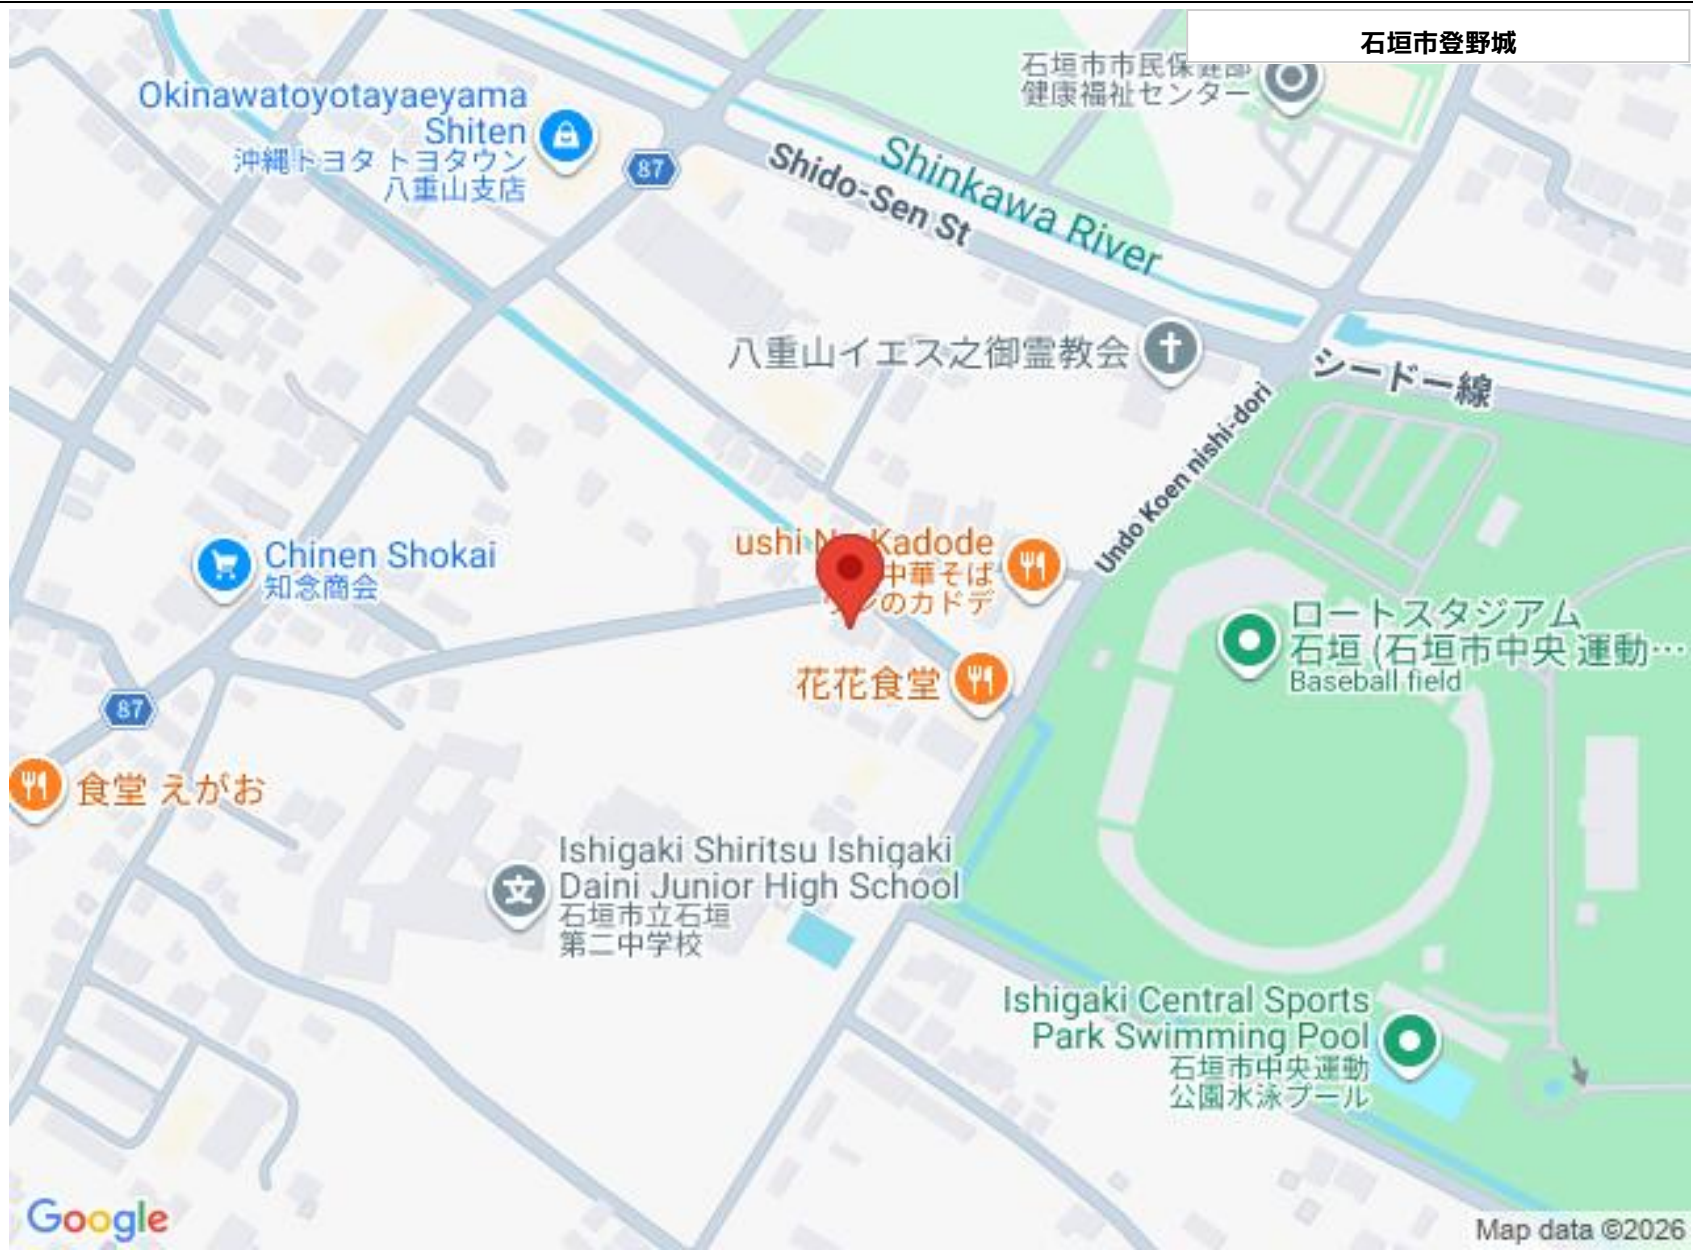 石垣市登野城
石垣市市民保健部
健康福祉センター
Okinawatoyotayaeyama
Shiten
沖縄トヨタ トヨタウン
八重山支店
87
Shido-Sen St
Shinkawa River
八重山イエス之御霊教会
シードー線
Undo Koen nishi-dori
Chinen Shokai
知念商会
ushi No Kadode
中華そば
ウシのカドデ
ロートスタジアム
石垣 (石垣市中央 運動…
Baseball field
花花食堂
87
食堂 えがお
Ishigaki Shiritsu Ishigaki
Daini Junior High School
石垣市立石垣
第二中学校
文
Ishigaki Central Sports
Park Swimming Pool
石垣市中央運動
公園水泳プール
Google
Map data ©2026